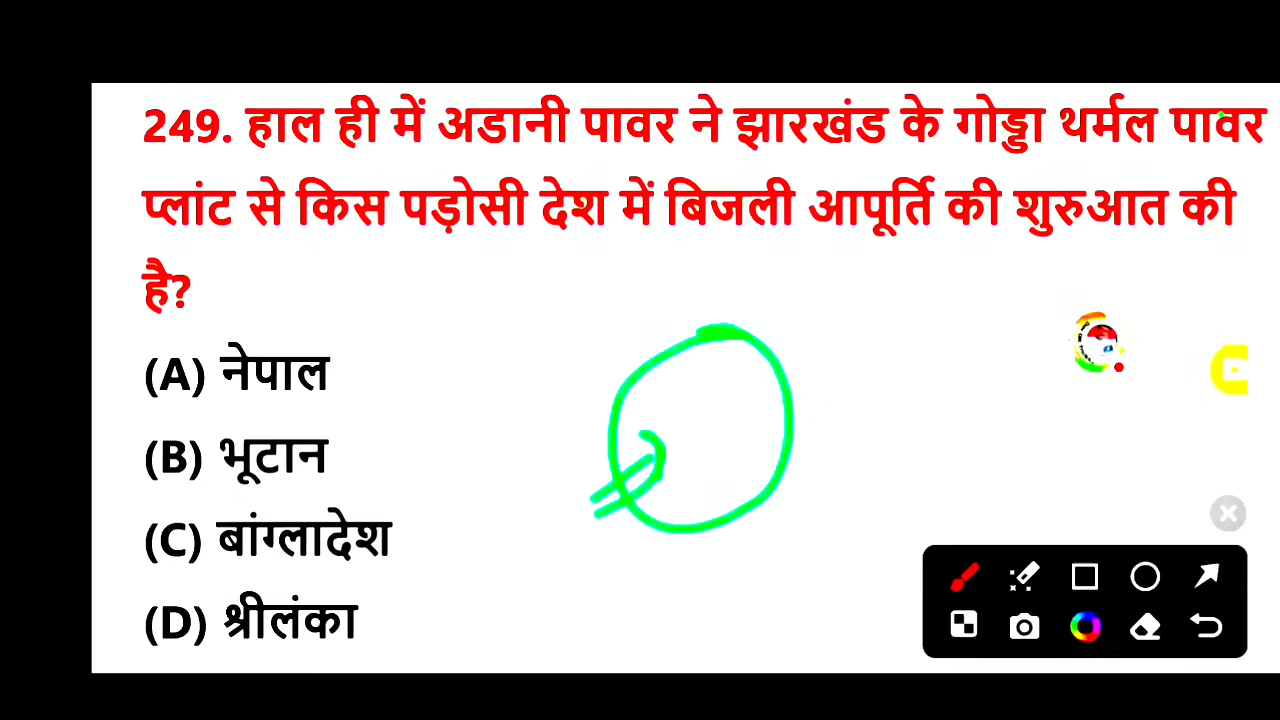 249. हाल ही में अडानी पावर ने झारखंड के गोड्डा थर्मल पावर
प्लांट से किस पड़ोसी देश में बिजली आपूर्ति की शुरुआत की
है?
(A) नेपाल
(B) भूटान
(C) बांग्लादेश
(D) श्रीलंका